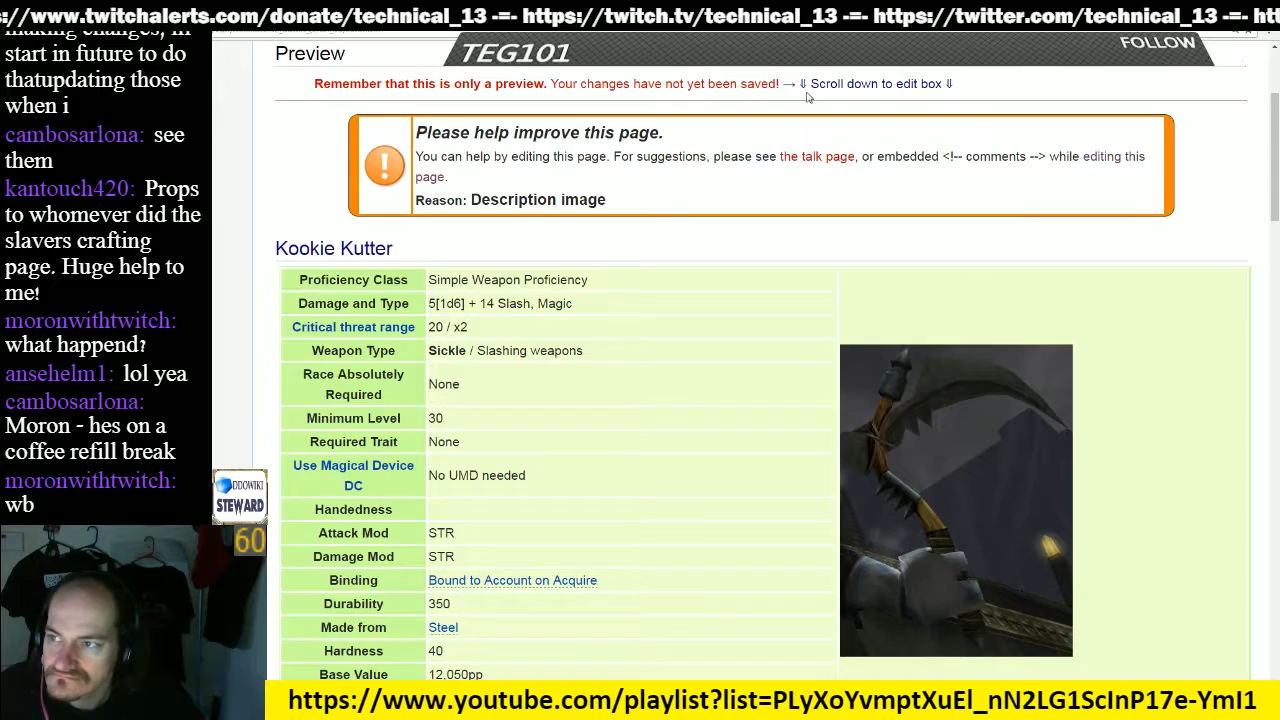 ://www.twitchalerts.com/donate/technical_13 -=- https://twitch.tv/technical_13 -=- https://twitter.com/technical_13 -=- htt
making changes, ill
start in future to do
thatupdating those
when i
cambosarlona: see
them
kantouch420: Props
to whomever did the
slavers crafting
page. Huge help to
me!
moronwithtwitch:
what happend?
ansehelm1: lol yea
cambosarlona:
Moron - hes on a
coffee refill break
moronwithtwitch:
wb
DDOWIKI
STEWARD
60
Preview
TEG101
FOLLOW
Remember that this is only a preview. Your changes have not yet been saved! → ⇓ Scroll down to edit box ⇓
Please help improve this page.
You can help by editing this page. For suggestions, please see the talk page, or embedded <!-- comments --> while editing this
page.
Reason: Description image
Kookie Kutter
Proficiency Class Simple Weapon Proficiency
Damage and Type 5[1d6] + 14 Slash, Magic
Critical threat range 20 / x2
Weapon Type Sickle / Slashing weapons
Race Absolutely
Required None
Minimum Level 30
Required Trait None
Use Magical Device
DC No UMD needed
Handedness
Attack Mod STR
Damage Mod STR
Binding Bound to Account on Acquire
Durability 350
Made from Steel
Hardness 40
Base Value 12,050pp
https://www.youtube.com/playlist?list=PLyXoYvmptXuEl_nN2LG1ScInP17e-YmI1